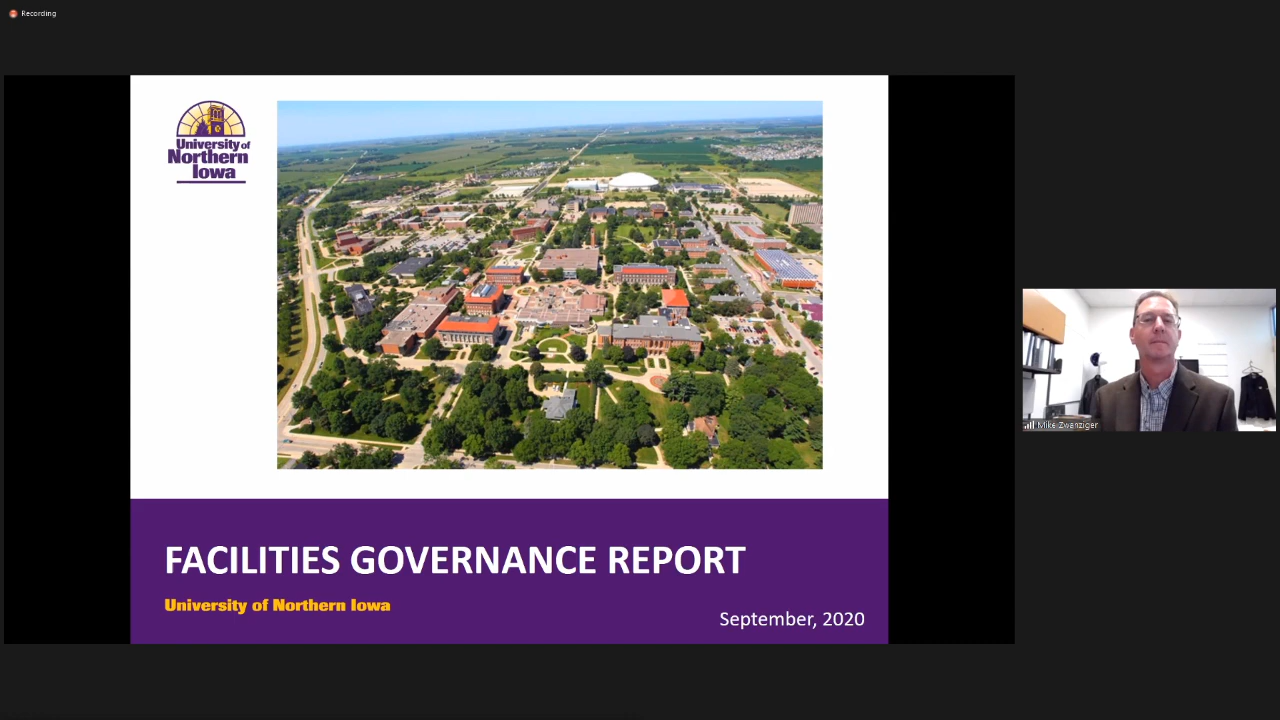 Recording
University of
Northern
Iowa
Mike Zwanziger
FACILITIES GOVERNANCE REPORT
University of Northern Iowa
September, 2020